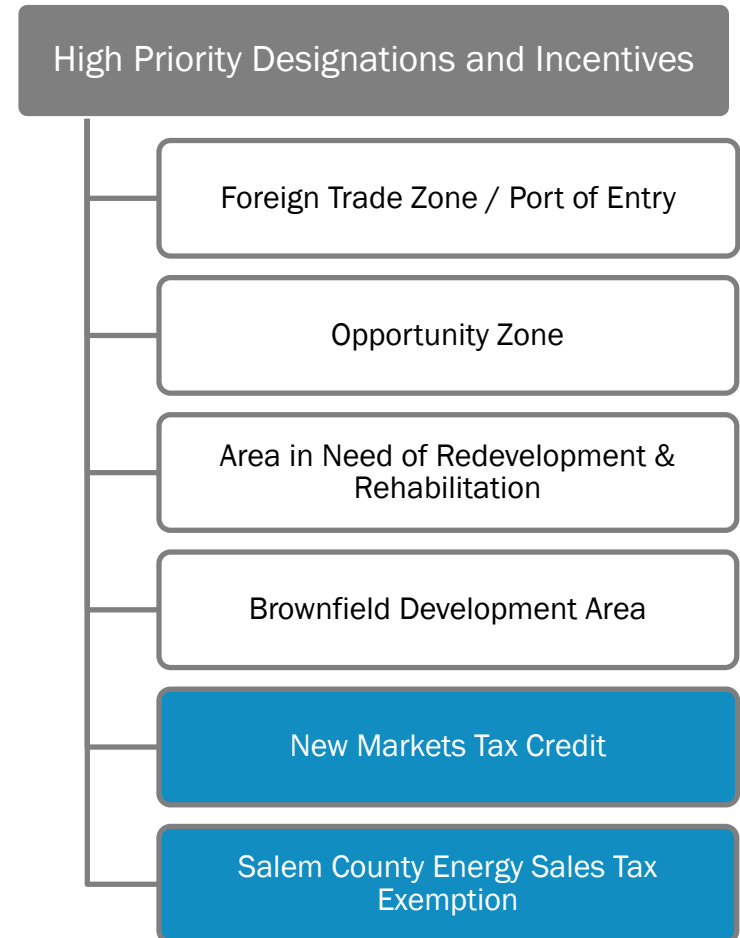 High Priority Designations and Incentives
Foreign Trade Zone / Port of Entry
Opportunity Zone
Area in Need of Redevelopment &
Rehabilitation
Brownfield Development Area
New Markets Tax Credit
Salem County Energy Sales Tax
Exemption